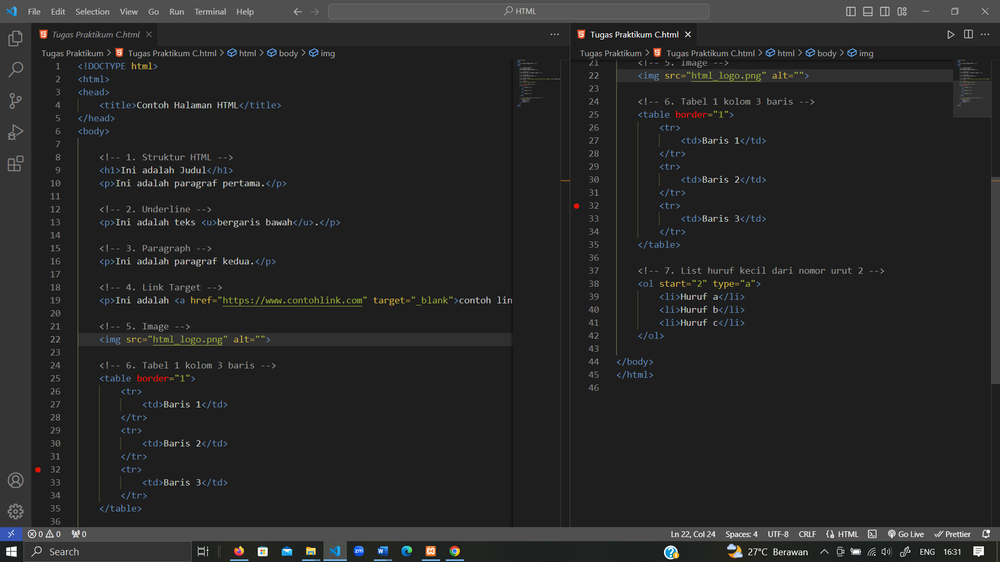 File Edit Selection View Go Run Terminal Help
HTML
Tugas Praktikum C.html
Tugas Praktikum > Tugas Praktikum C.html > html > body > img
1 <!DOCTYPE html>
2 <html>
3 <head>
4 <title>Contoh Halaman HTML</title>
5 </head>
6 <body>
7
8 <!-- 1. Struktur HTML -->
9 <h1>Ini adalah Judul</h1>
10 <p>Ini adalah paragraf pertama.</p>
11
12 <!-- 2. Underline -->
13 <p>Ini adalah teks <u>bergaris bawah</u>.</p>
14
15 <!-- 3. Paragraph -->
16 <p>Ini adalah paragraf kedua.</p>
17
18 <!-- 4. Link Target -->
19 <p>Ini adalah <a href="https://www.contohlink.com" target="_blank">contoh lin
20
21 <!-- 5. Image -->
22 <img src="html_logo.png" alt="">
23
24 <!-- 6. Tabel 1 kolom 3 baris -->
25 <table border="1">
26 <tr>
27 <td>Baris 1</td>
28 </tr>
29 <tr>
30 <td>Baris 2</td>
31 </tr>
32 <tr>
33 <td>Baris 3</td>
34 </tr>
35 </table>
36
Tugas Praktikum C.html
Tugas Praktikum > Tugas Praktikum C.html > html > body > img
21 <!-- 5. Image -->
22 <img src="html_logo.png" alt="">
23
24 <!-- 6. Tabel 1 kolom 3 baris -->
25 <table border="1">
26 <tr>
27 <td>Baris 1</td>
28 </tr>
29 <tr>
30 <td>Baris 2</td>
31 </tr>
32 <tr>
33 <td>Baris 3</td>
34 </tr>
35 </table>
36
37 <!-- 7. List huruf kecil dari nomor urut 2 -->
38 <ol start="2" type="a">
39 <li>Huruf a</li>
40 <li>Huruf b</li>
41 <li>Huruf c</li>
42 </ol>
43
44 </body>
45 </html>
46
0 0 0 Ln 22, Col 24 Spaces: 4 UTF-8 CRLF HTML Go Live Prettier
Search zm 27°C Berawan ENG 16:31